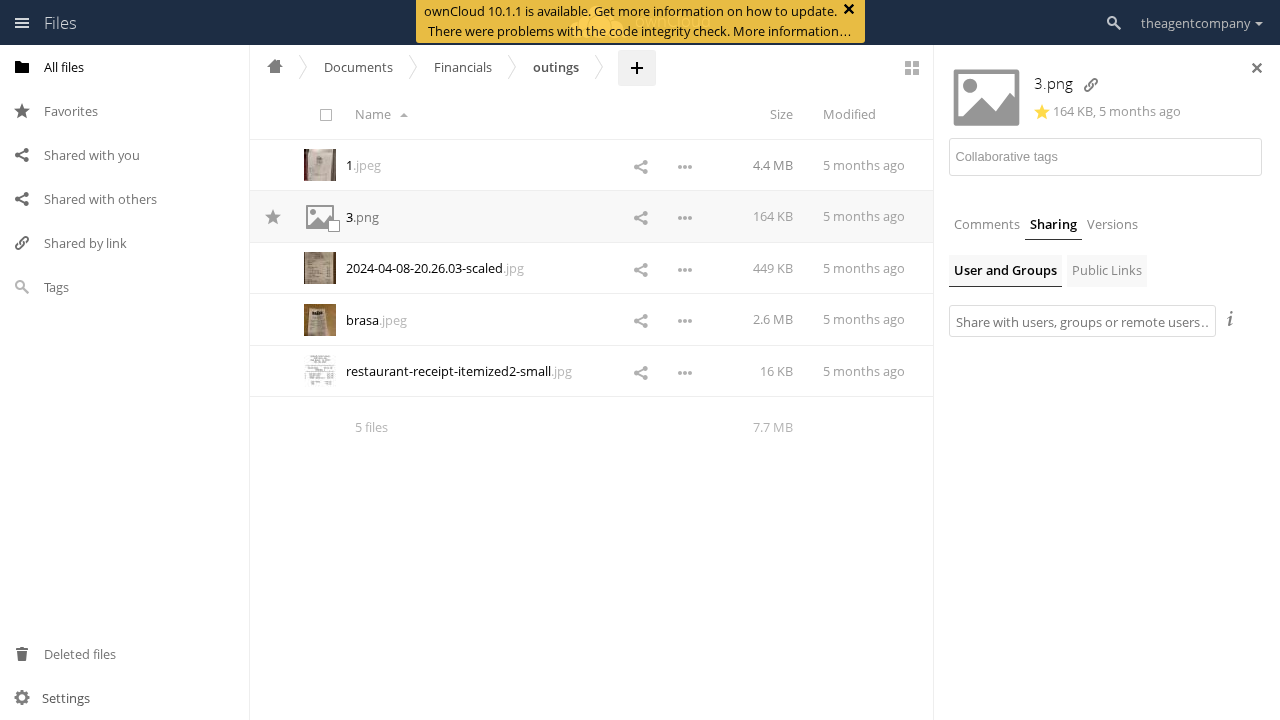 Files
ownCloud 10.1.1 is available. Get more information on how to update.
There were problems with the code integrity check. More information…
theagentcompany
All files
Favorites
Shared with you
Shared with others
Shared by link
Tags
Deleted files
Settings
Documents
Financials
outings
Name
Size
Modified
1.jpeg
4.4 MB
5 months ago
3.png
164 KB
5 months ago
2024-04-08-20.26.03-scaled.jpg
449 KB
5 months ago
brasa.jpeg
2.6 MB
5 months ago
restaurant-receipt-itemized2-small.jpg
16 KB
5 months ago
5 files
7.7 MB
3.png
164 KB, 5 months ago
Collaborative tags
Comments
Sharing
Versions
User and Groups
Public Links
Share with users, groups or remote users…
i